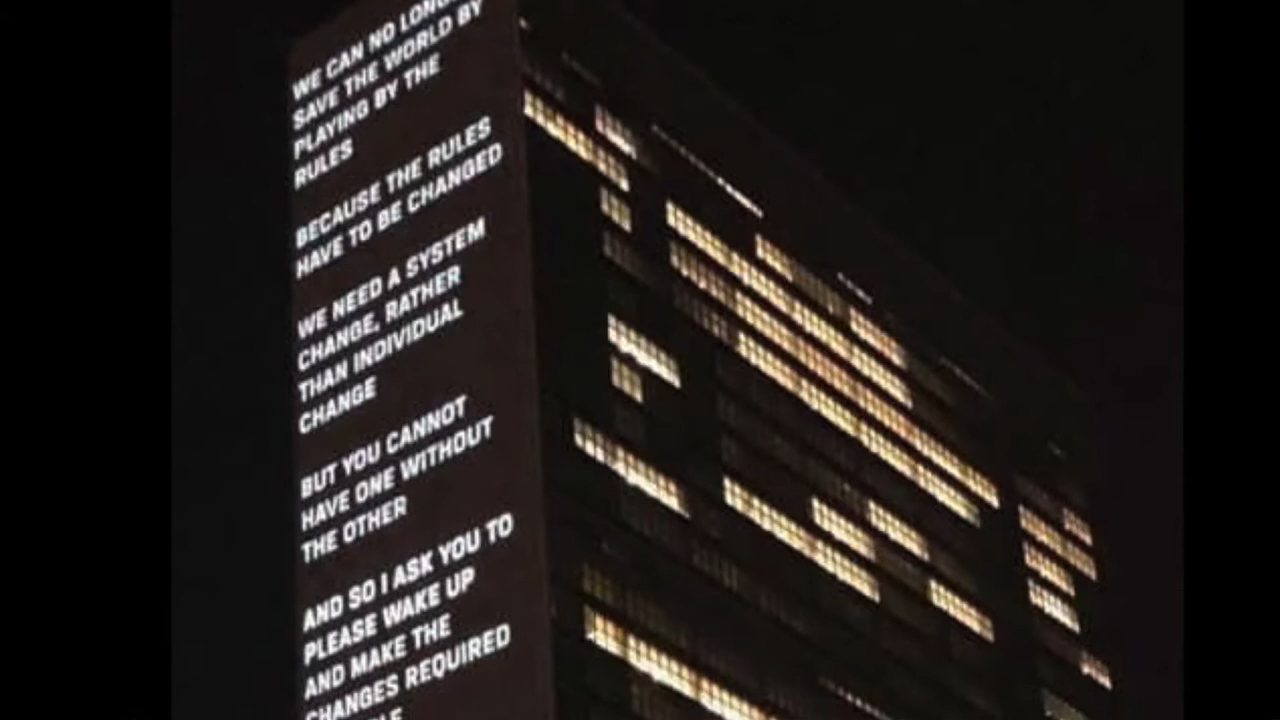 WE CAN NO
SAVE THE WORLD BY
PLAYING BY THE
RULES
BECAUSE THE RULES
HAVE TO BE CHANGED
WE NEED A SYSTEM
CHANGE, RATHER
THAN INDIVIDUAL
CHANGE
BUT YOU CANNOT
HAVE ONE WITHOUT
THE OTHER
AND SO I ASK YOU TO
PLEASE WAKE UP
AND MAKE THE
CHANGES REQUIRED